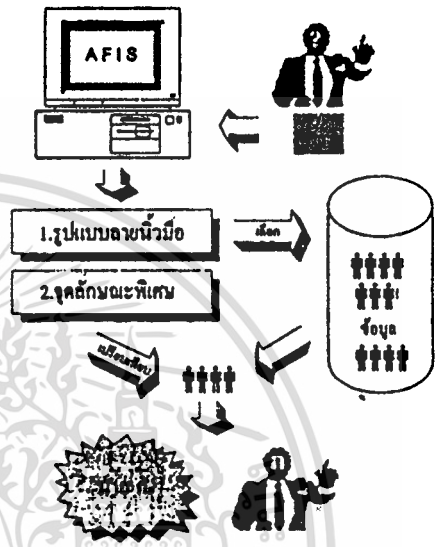 AFIS
1.รูปแบบลายนิ้วมือ
เลือก
2.จุดลักษณะพิเศษ
ข้อมูล
เปรียบเทียบ